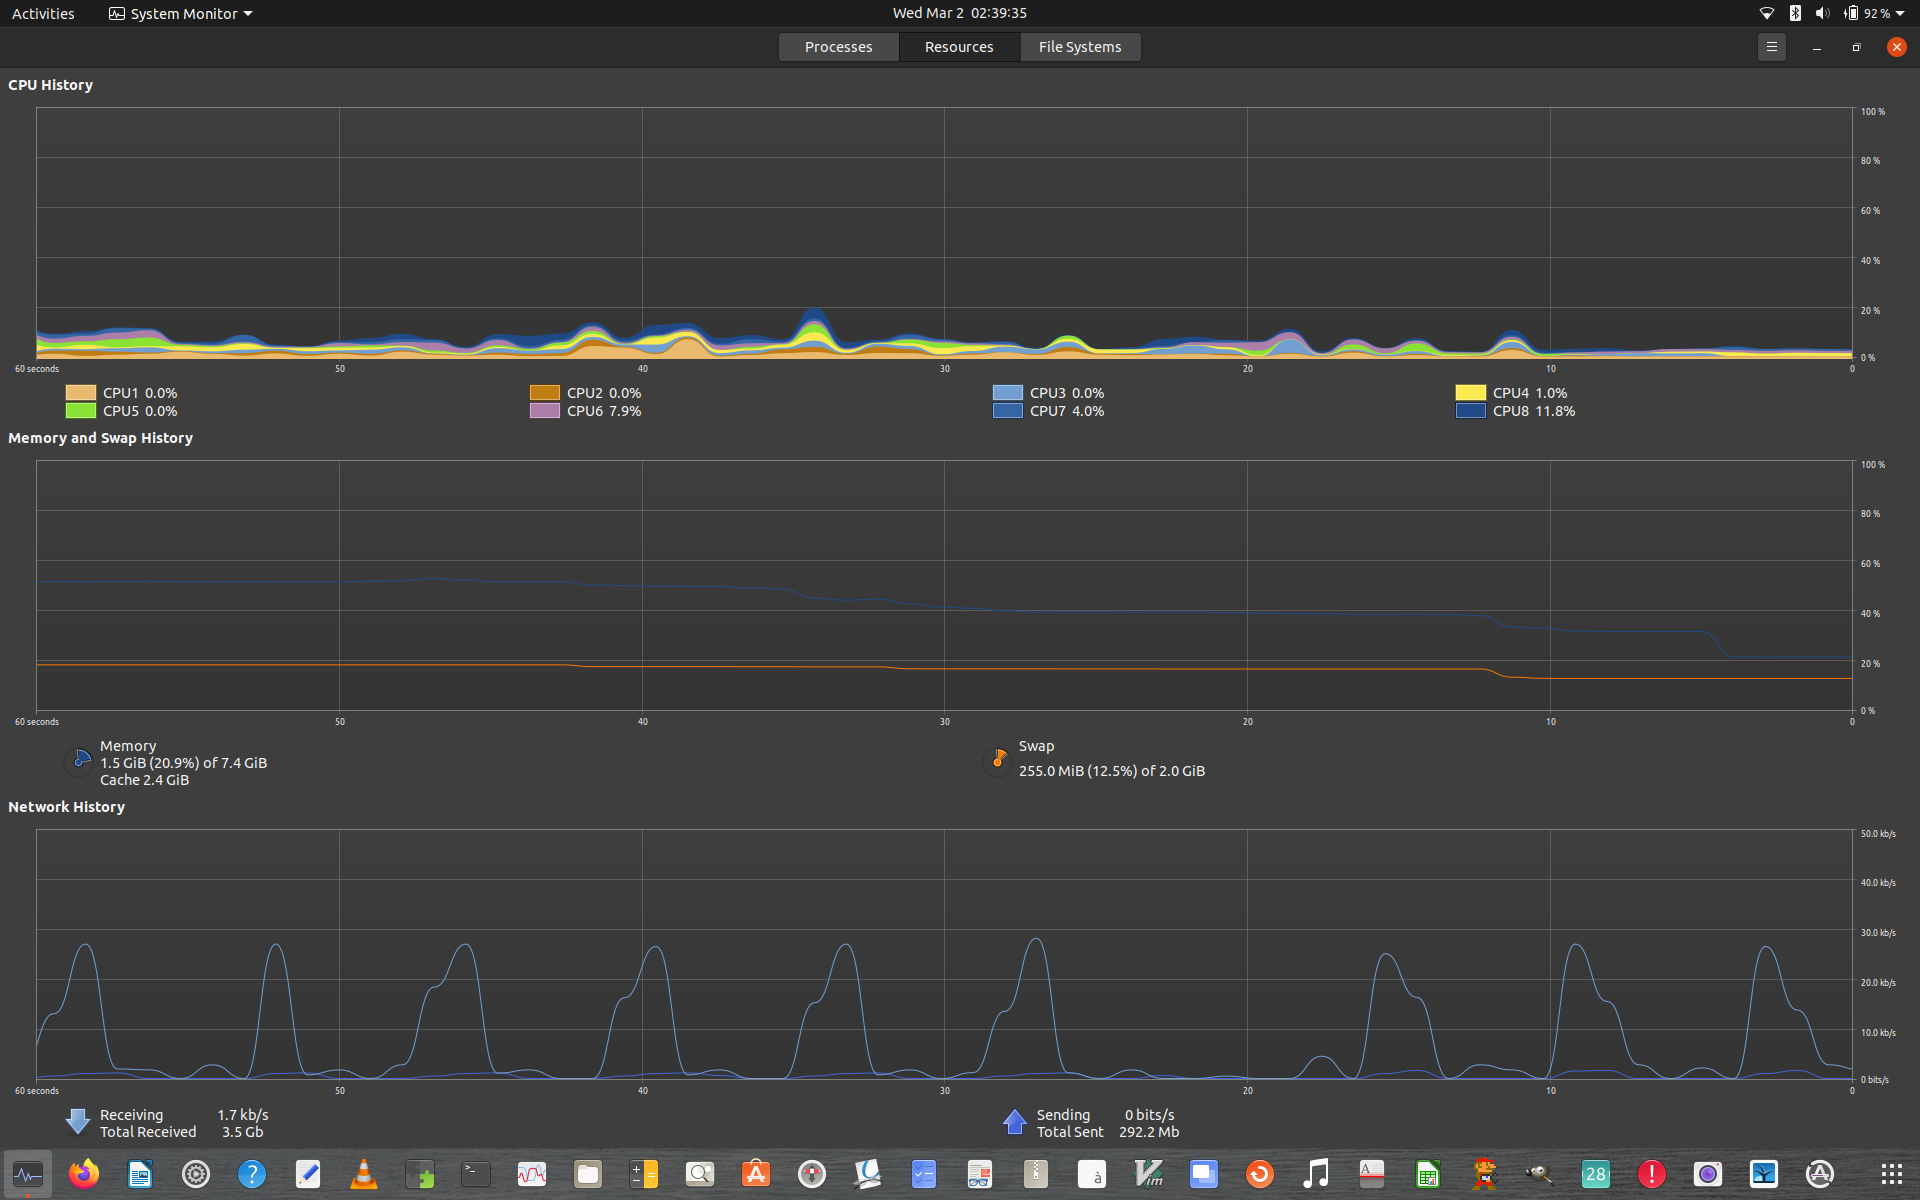 Activities System Monitor Wed Mar 2 02:39:35 92 %
Processes Resources File Systems
CPU History
100 %
80 %
60 %
40 %
20 %
0 %
60 seconds 50 40 30 20 10 0
CPU1 0.0% CPU2 0.0% CPU3 0.0% CPU4 1.0%
CPU5 0.0% CPU6 7.9% CPU7 4.0% CPU8 11.8%
Memory and Swap History
100 %
80 %
60 %
40 %
20 %
0 %
60 seconds 50 40 30 20 10 0
Memory
1.5 GiB (20.9%) of 7.4 GiB
Cache 2.4 GiB
Swap
255.0 MiB (12.5%) of 2.0 GiB
Network History
50.0 kb/s
40.0 kb/s
30.0 kb/s
20.0 kb/s
10.0 kb/s
0 bits/s
60 seconds 50 40 30 20 10 0
Receiving 1.7 kb/s
Total Received 3.5 Gb
Sending 0 bits/s
Total Sent 292.2 Mb
? >_ à Vim A 28 !